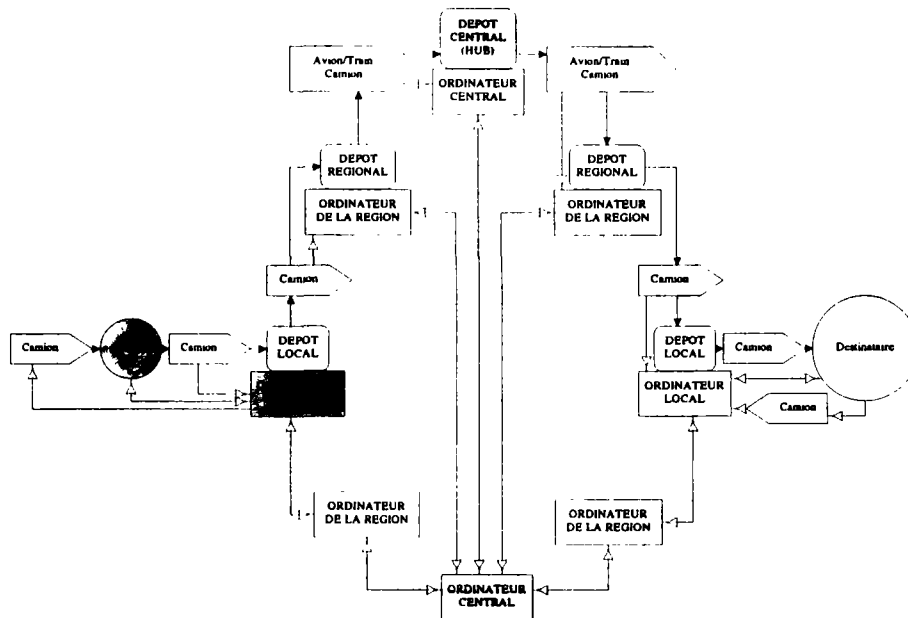 DEPOT
CENTRAL
(HUB)
Avion/Train
Camion
Avion/Train
Camion
ORDINATEUR
CENTRAL
DEPOT
REGIONAL
DEPOT
REGIONAL
ORDINATEUR
DE LA REGION
ORDINATEUR
DE LA REGION
Camion
Camion
Camion
Camion
DEPOT
LOCAL
DEPOT
LOCAL
Camion
Destinataire
ORDINATEUR
LOCAL
Camion
ORDINATEUR
DE LA REGION
ORDINATEUR
DE LA REGION
ORDINATEUR
CENTRAL